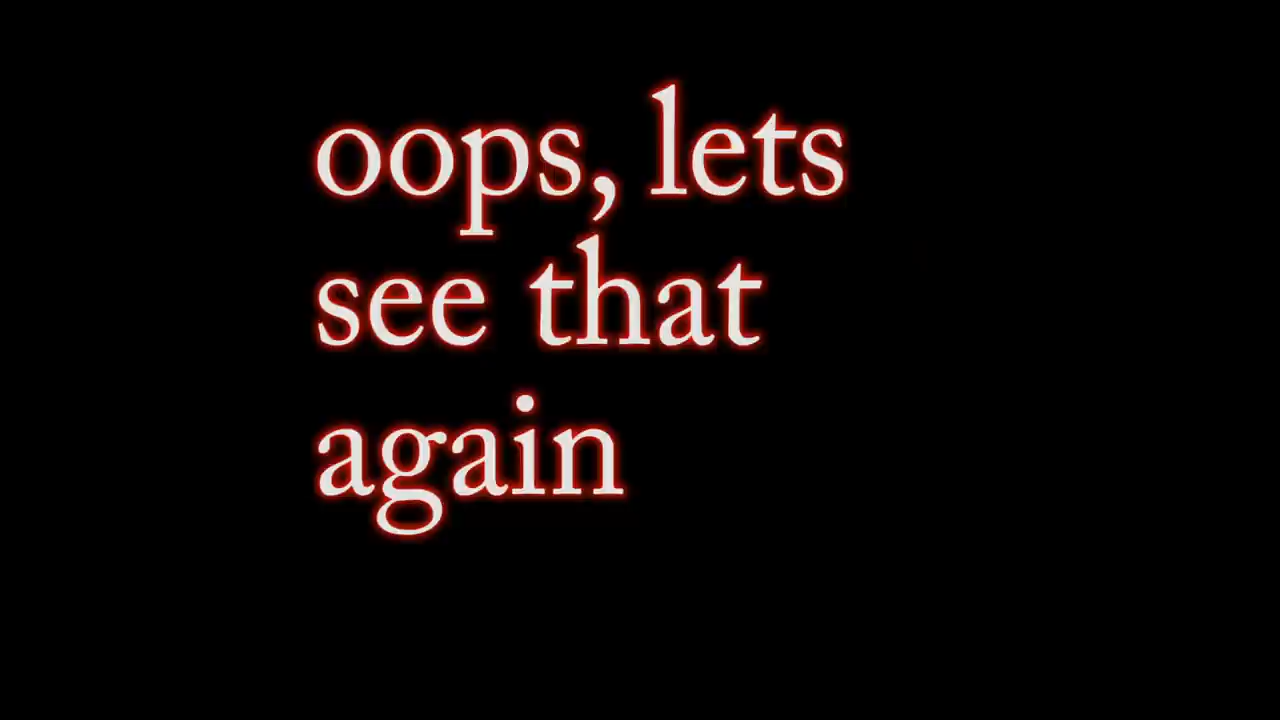 oops, lets
see that
again